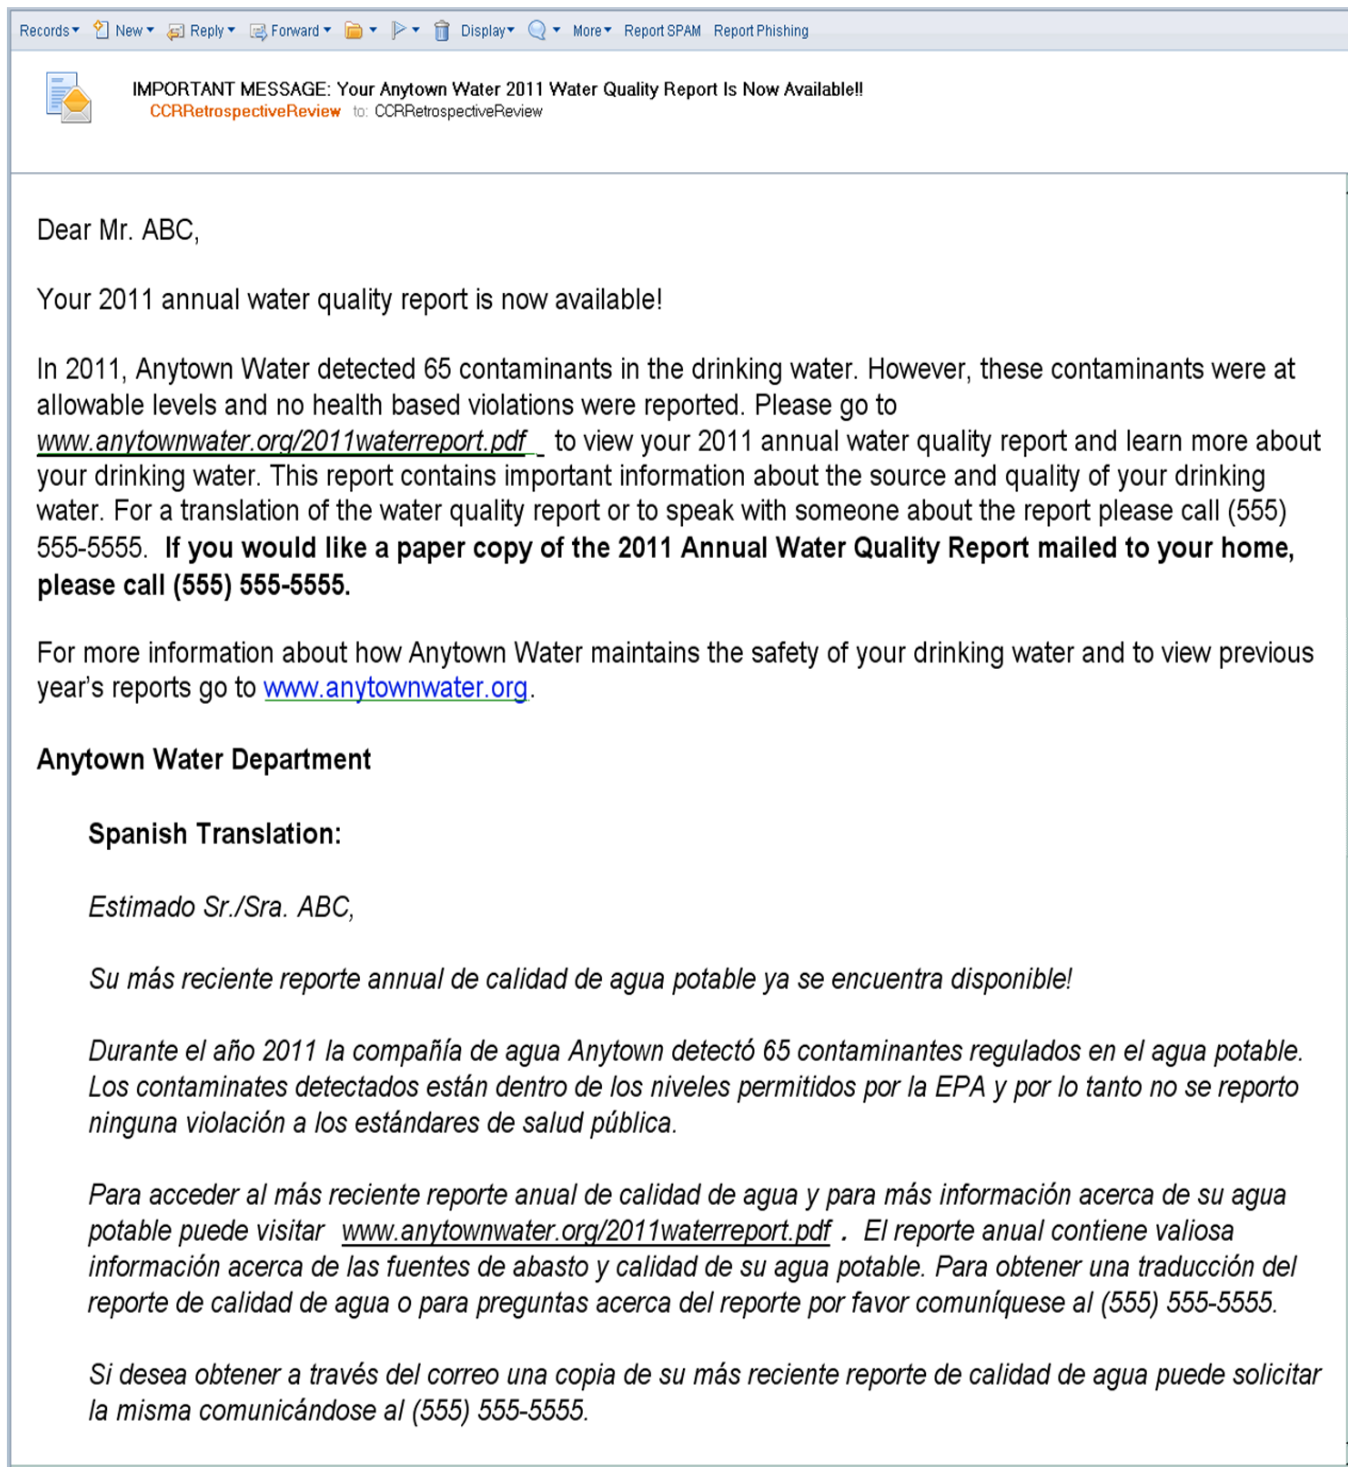 Records New Reply Forward Display More Report SPAM Report Phishing
IMPORTANT MESSAGE: Your Anytown Water 2011 Water Quality Report Is Now Available!!
CCRRetrospectiveReview to: CCRRetrospectiveReview
Dear Mr. ABC,
Your 2011 annual water quality report is now available!
In 2011, Anytown Water detected 65 contaminants in the drinking water. However, these contaminants were at
allowable levels and no health based violations were reported. Please go to
www.anytownwater.org/2011waterreport.pdf to view your 2011 annual water quality report and learn more about
your drinking water. This report contains important information about the source and quality of your drinking
water. For a translation of the water quality report or to speak with someone about the report please call (555)
555-5555. If you would like a paper copy of the 2011 Annual Water Quality Report mailed to your home,
please call (555) 555-5555.
For more information about how Anytown Water maintains the safety of your drinking water and to view previous
year's reports go to www.anytownwater.org.
Anytown Water Department
Spanish Translation:
Estimado Sr./Sra. ABC,
Su más reciente reporte annual de calidad de agua potable ya se encuentra disponible!
Durante el año 2011 la compañía de agua Anytown detectó 65 contaminantes regulados en el agua potable.
Los contaminates detectados están dentro de los niveles permitidos por la EPA y por lo tanto no se reporto
ninguna violación a los estándares de salud pública.
Para acceder al más reciente reporte anual de calidad de agua y para más información acerca de su agua
potable puede visitar www.anytownwater.org/2011waterreport.pdf . El reporte anual contiene valiosa
información acerca de las fuentes de abasto y calidad de su agua potable. Para obtener una traducción del
reporte de calidad de agua o para preguntas acerca del reporte por favor comuníquese al (555) 555-5555.
Si desea obtener a través del correo una copia de su más reciente reporte de calidad de agua puede solicitar
la misma comunicándose al (555) 555-5555.